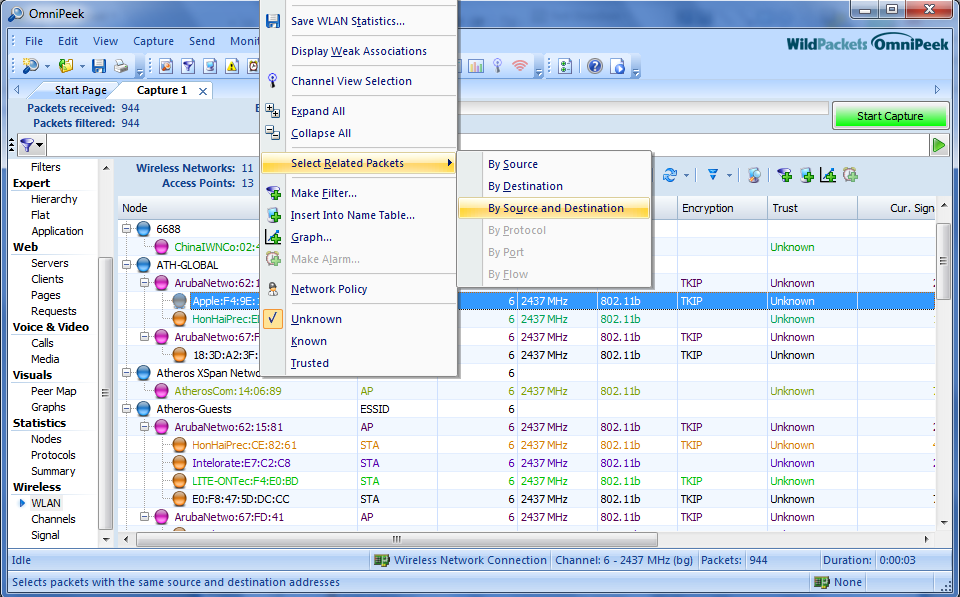 OmniPeek
File Edit View Capture Send Monit
WildPackets OmniPeek
Start Page Capture 1
Packets received: 944
Packets filtered: 944
Start Capture
Save WLAN Statistics...
Display Weak Associations
Channel View Selection
Expand All
Collapse All
Select Related Packets
Make Filter...
Insert Into Name Table...
Graph...
Make Alarm...
Network Policy
Unknown
Known
Trusted
By Source
By Destination
By Source and Destination
By Protocol
By Port
By Flow
Filters
Expert
Hierarchy
Flat
Application
Web
Servers
Clients
Pages
Requests
Voice & Video
Calls
Media
Visuals
Peer Map
Graphs
Statistics
Nodes
Protocols
Summary
Wireless
WLAN
Channels
Signal
Wireless Networks: 11
Access Points: 13
Node Encryption Trust Cur. Sign
6688
ChinaIWNCo:02:4 Unknown
ATH-GLOBAL
ArubaNetwo:62:1 TKIP Unknown
Apple:F4:9E: 6 2437 MHz 802.11b TKIP Unknown
HonHaiPrec:E 6 2437 MHz 802.11b TKIP Unknown
ArubaNetwo:67:F 6 2437 MHz 802.11b TKIP Unknown
18:3D:A2:3F: 6 2437 MHz 802.11b TKIP Unknown
Atheros XSpan Netwo 6
AtherosCom:14:06:89 AP 6 2437 MHz 802.11b Unknown
Atheros-Guests ESSID 6
ArubaNetwo:62:15:81 AP 6 2437 MHz 802.11b TKIP Unknown
HonHaiPrec:CE:82:61 STA 6 2437 MHz 802.11b TKIP Unknown
Intelorate:E7:C2:C8 STA 6 2437 MHz 802.11b TKIP Unknown
LITE-ONTec:F4:E0:BD STA 6 2437 MHz 802.11b TKIP Unknown
E0:F8:47:5D:DC:CC STA 6 2437 MHz 802.11b TKIP Unknown
ArubaNetwo:67:FD:41 AP 6 2437 MHz 802.11b TKIP Unknown
Idle Wireless Network Connection Channel: 6 - 2437 MHz (bg) Packets: 944 Duration: 0:00:03
Selects packets with the same source and destination addresses None